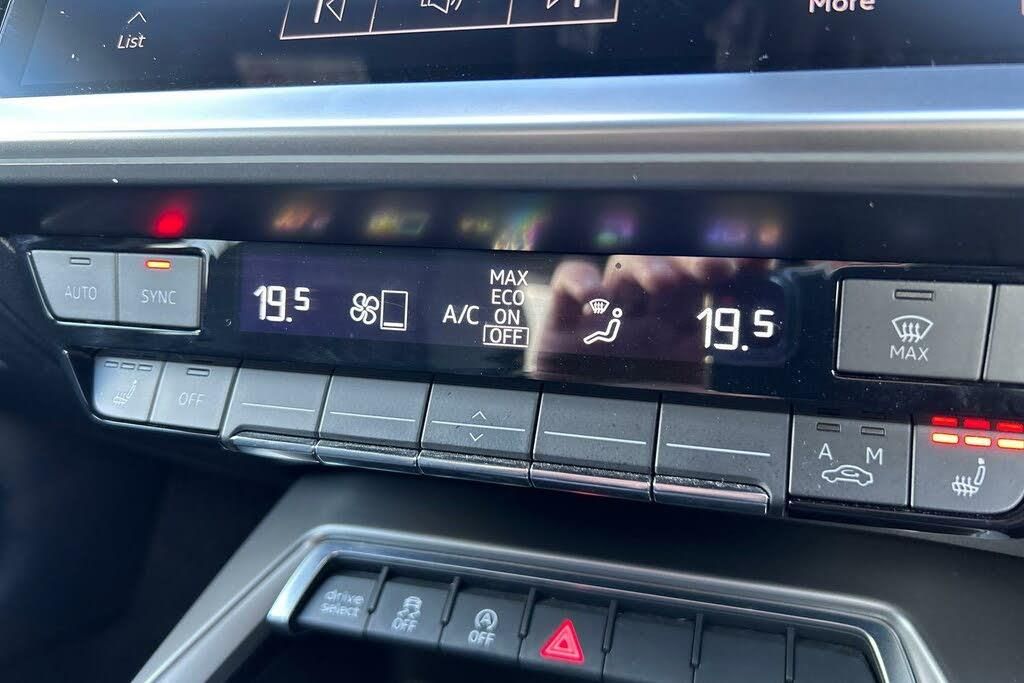 List
More
AUTO
SYNC
19.5
A/C
MAX
ECO
ON
OFF
19.5
MAX
OFF
A M
drive
select
OFF
A
OFF